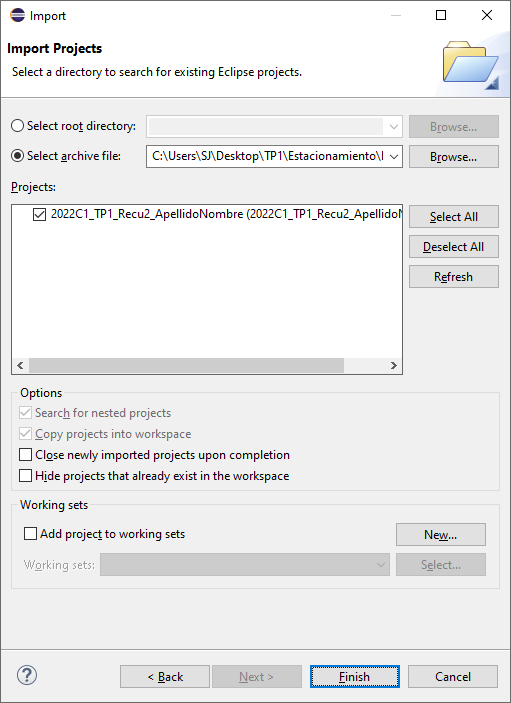 Import
Import Projects
Select a directory to search for existing Eclipse projects.
Select root directory:
Browse...
Select archive file:
C:\Users\SJ\Desktop\TP1\Estacionamiento\
Browse...
Projects:
2022C1_TP1_Recu2_ApellidoNombre (2022C1_TP1_Recu2_Apellido
Select All
Deselect All
Refresh
Options
Search for nested projects
Copy projects into workspace
Close newly imported projects upon completion
Hide projects that already exist in the workspace
Working sets
Add project to working sets
New...
Working sets:
Select...
?
< Back
Next >
Finish
Cancel